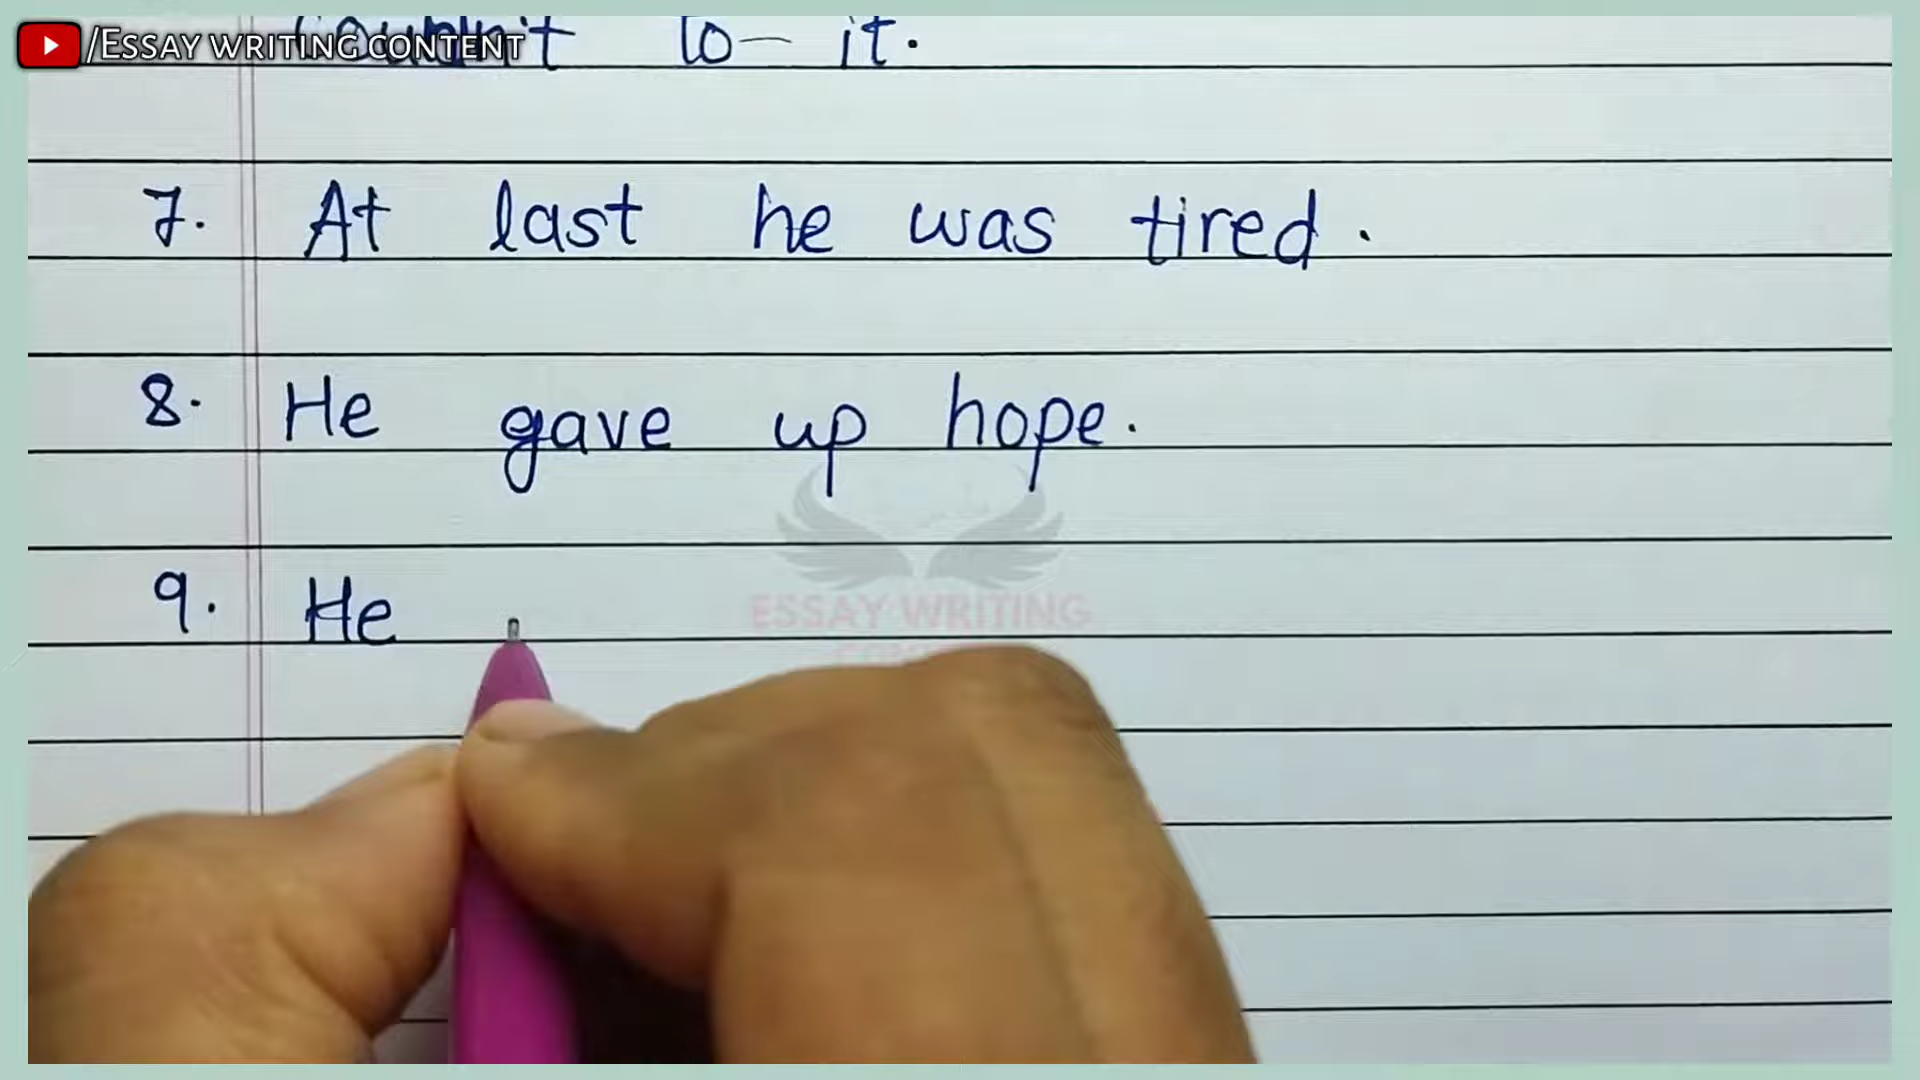 /ESSAY WRITING CONTENT
couldn't to it.
7. At last he was tired.
8. He gave up hope.
ESSAY WRITING
9. He